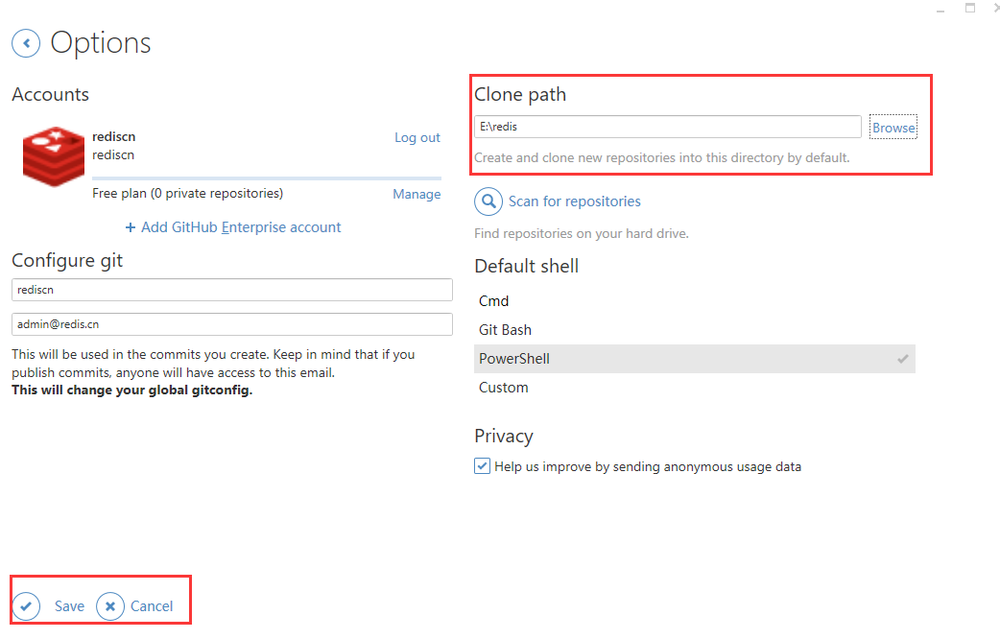 Options
Accounts
rediscn
rediscn
Log out
Free plan (0 private repositories)
Manage
+ Add GitHub Enterprise account
Configure git
rediscn
admin@redis.cn
This will be used in the commits you create. Keep in mind that if you
publish commits, anyone will have access to this email.
This will change your global gitconfig.
Clone path
E:\redis
Browse
Create and clone new repositories into this directory by default.
Scan for repositories
Find repositories on your hard drive.
Default shell
Cmd
Git Bash
PowerShell
Custom
Privacy
Help us improve by sending anonymous usage data
Save
Cancel